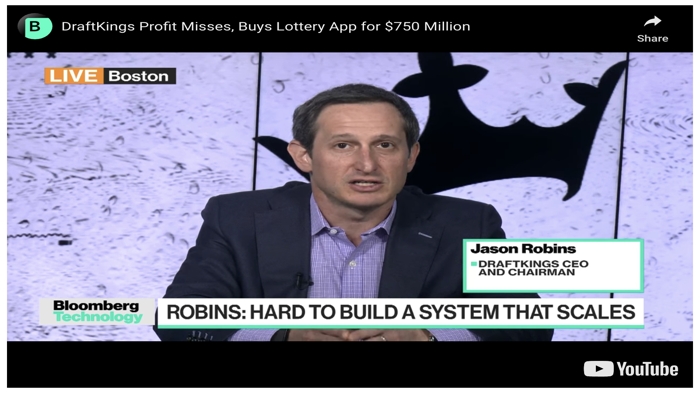 B
DraftKings Profit Misses, Buys Lottery App for $750 Million
Share
LIVE Boston
Jason Robins
DRAFTKINGS CEO
AND CHAIRMAN
Bloomberg
Technology
ROBINS: HARD TO BUILD A SYSTEM THAT SCALES
YouTube